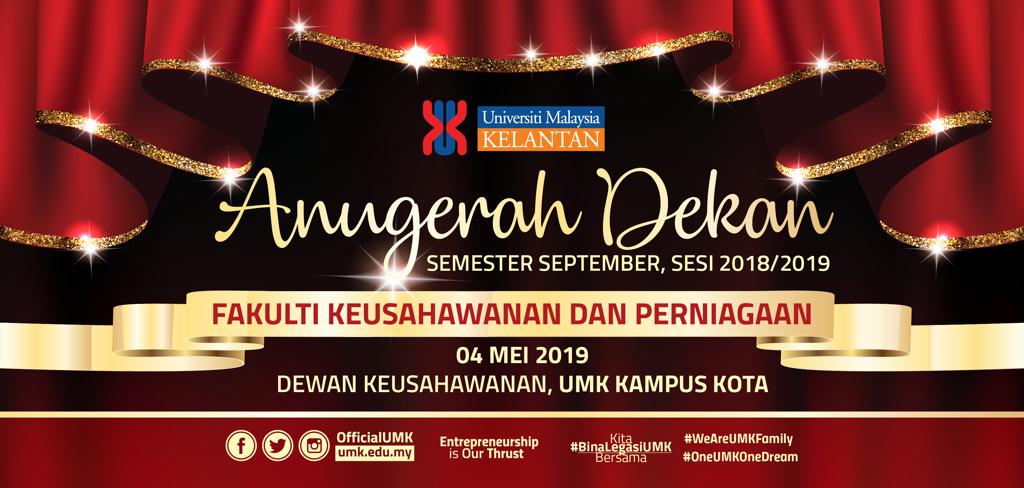 Universiti Malaysia
KELANTAN
Anugerah Dekan
SEMESTER SEPTEMBER, SESI 2018/2019
FAKULTI KEUSAHAWANAN DAN PERNIAGAAN
04 MEI 2019
DEWAN KEUSAHAWANAN, UMK KAMPUS KOTA
OfficialUMK
umk.edu.my
Entrepreneurship
is Our Thrust
Kita
#BinaLegasiUMK
Bersama
#WeAreUMKFamily
#OneUMKOneDream